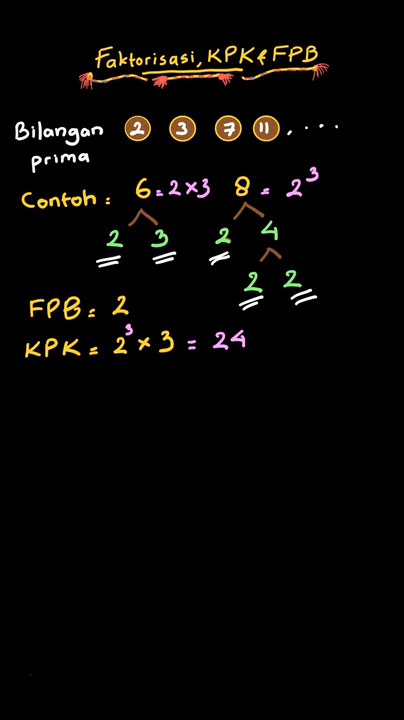 Faktorisasi, KPK & FPB
Bilangan prima 2 3 7 11 , ....
Contoh : 6 = 2 × 3 8 = 2³
2 3 2 4
2 2
FPB = 2
KPK = 2³ × 3 = 24